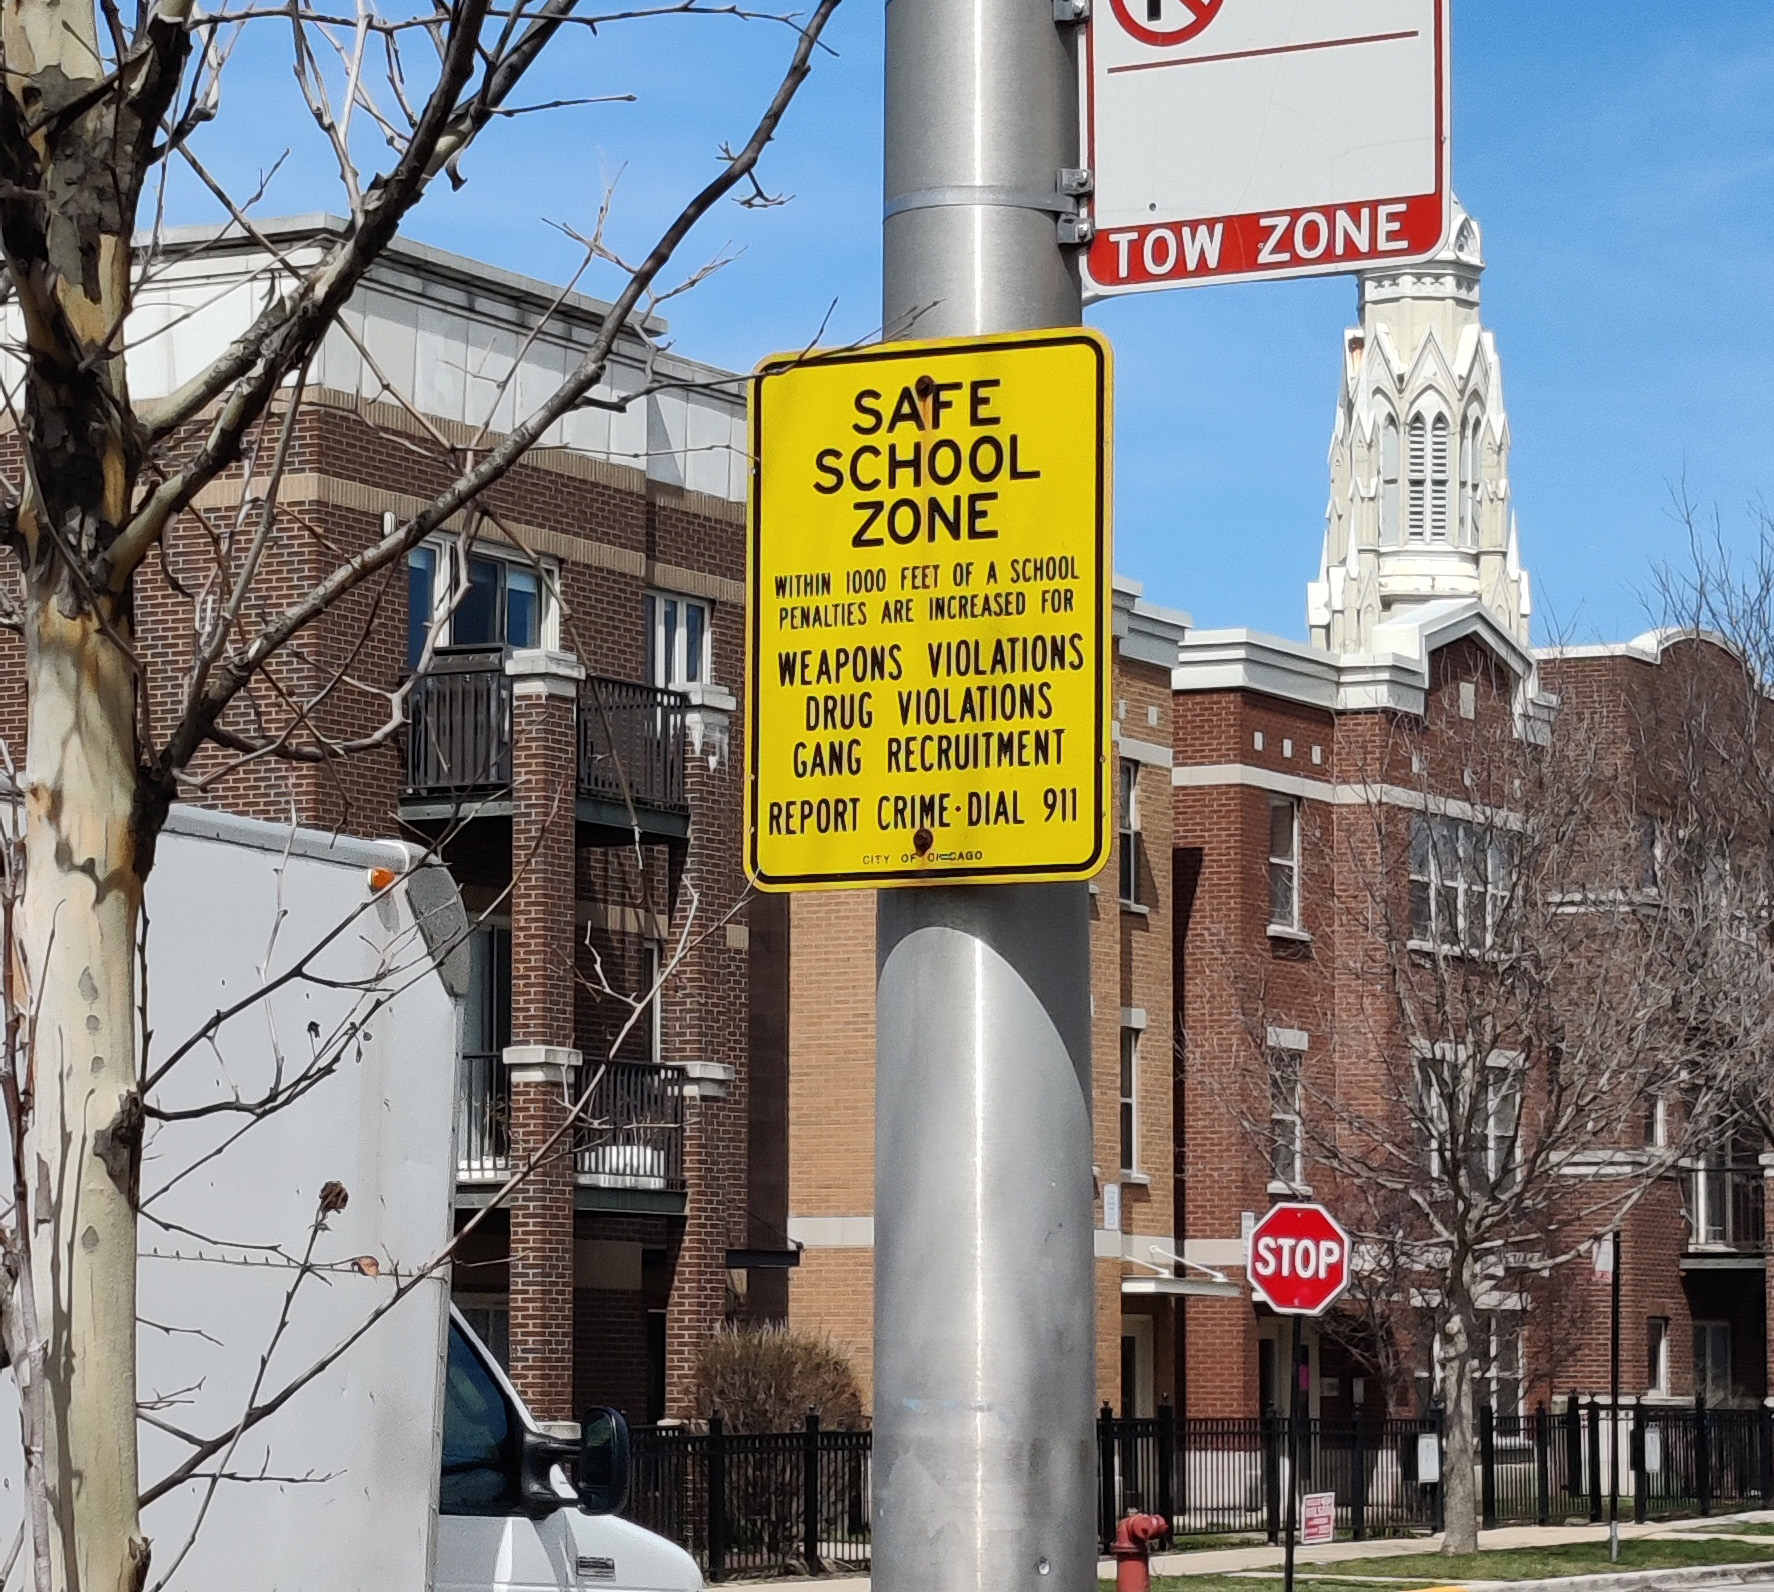 TOW ZONE
SAFE
SCHOOL
ZONE
WITHIN 1000 FEET OF A SCHOOL
PENALTIES ARE INCREASED FOR
WEAPONS VIOLATIONS
DRUG VIOLATIONS
GANG RECRUITMENT
REPORT CRIME·DIAL 911
CITY OF CHICAGO
STOP